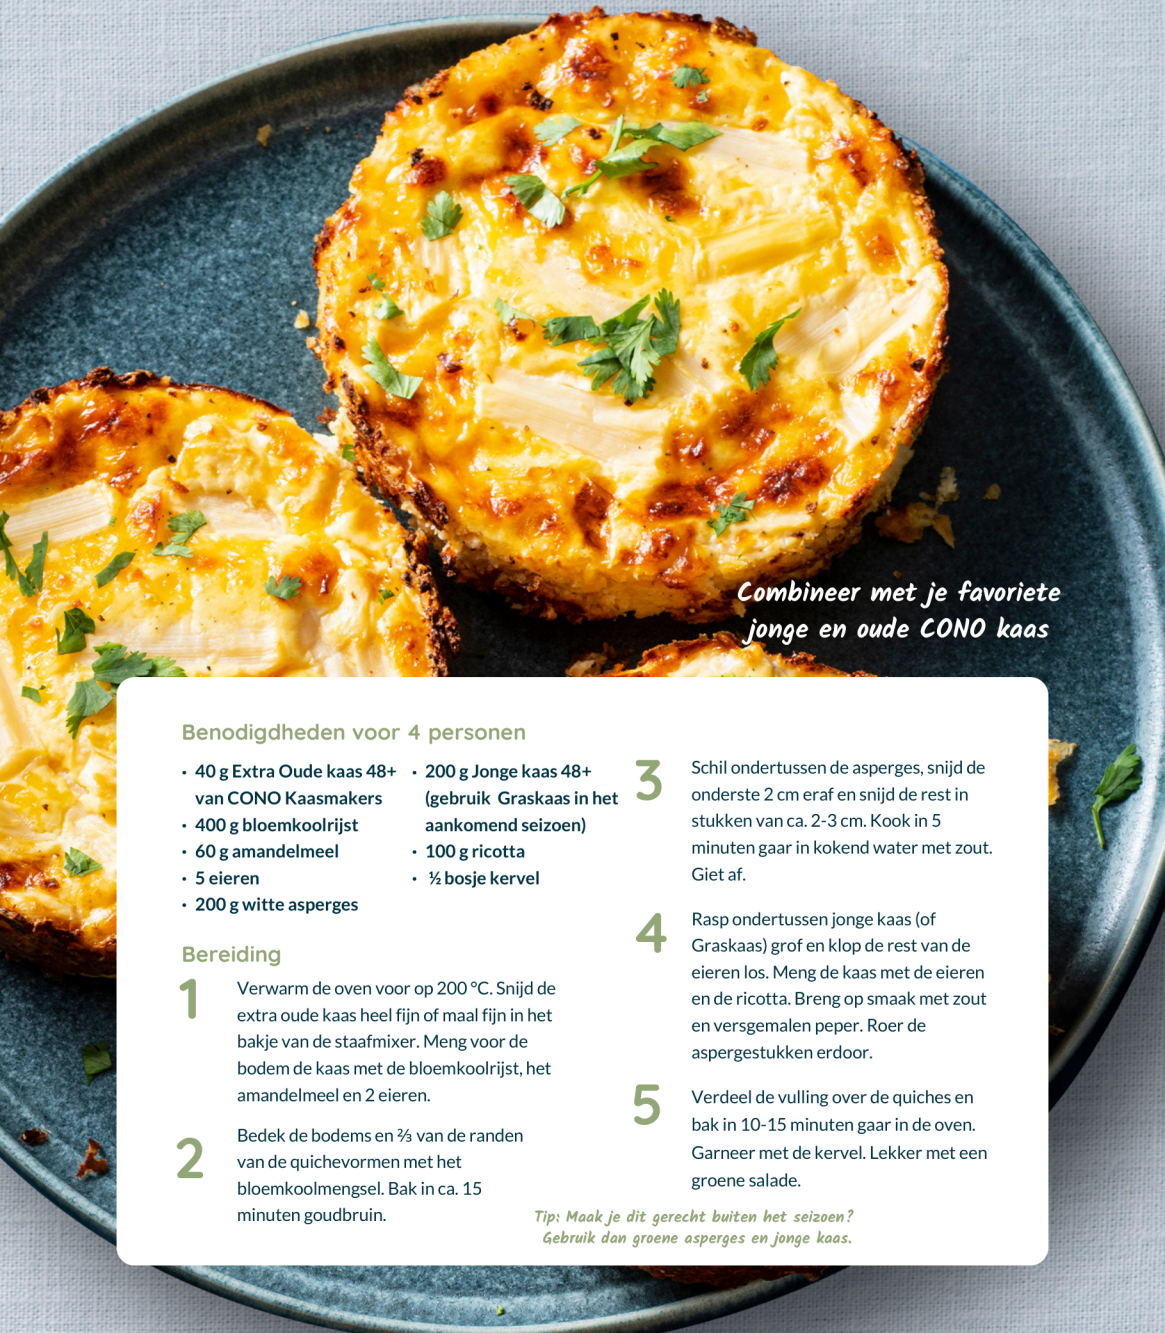 Combineer met je favoriete
jonge en oude CONO kaas
Benodigdheden voor 4 personen
• 40 g Extra Oude kaas 48+
van CONO Kaasmakers
• 400 g bloemkoolrijst
• 60 g amandelmeel
• 5 eieren
• 200 g witte asperges
• 200 g Jonge kaas 48+
(gebruik Graskaas in het
aankomend seizoen)
• 100 g ricotta
• ½ bosje kervel
Bereiding
1
Verwarm de oven voor op 200 °C. Snijd de
extra oude kaas heel fijn of maal fijn in het
bakje van de staafmixer. Meng voor de
bodem de kaas met de bloemkoolrijst, het
amandelmeel en 2 eieren.
2
Bedek de bodems en ⅔ van de randen
van de quichevormen met het
bloemkoolmengsel. Bak in ca. 15
minuten goudbruin.
3
Schil ondertussen de asperges, snijd de
onderste 2 cm eraf en snijd de rest in
stukken van ca. 2-3 cm. Kook in 5
minuten gaar in kokend water met zout.
Giet af.
4
Rasp ondertussen jonge kaas (of
Graskaas) grof en klop de rest van de
eieren los. Meng de kaas met de eieren
en de ricotta. Breng op smaak met zout
en versgemalen peper. Roer de
aspergestukken erdoor.
5
Verdeel de vulling over de quiches en
bak in 10-15 minuten gaar in de oven.
Garneer met de kervel. Lekker met een
groene salade.
Tip: Maak je dit gerecht buiten het seizoen?
Gebruik dan groene asperges en jonge kaas.